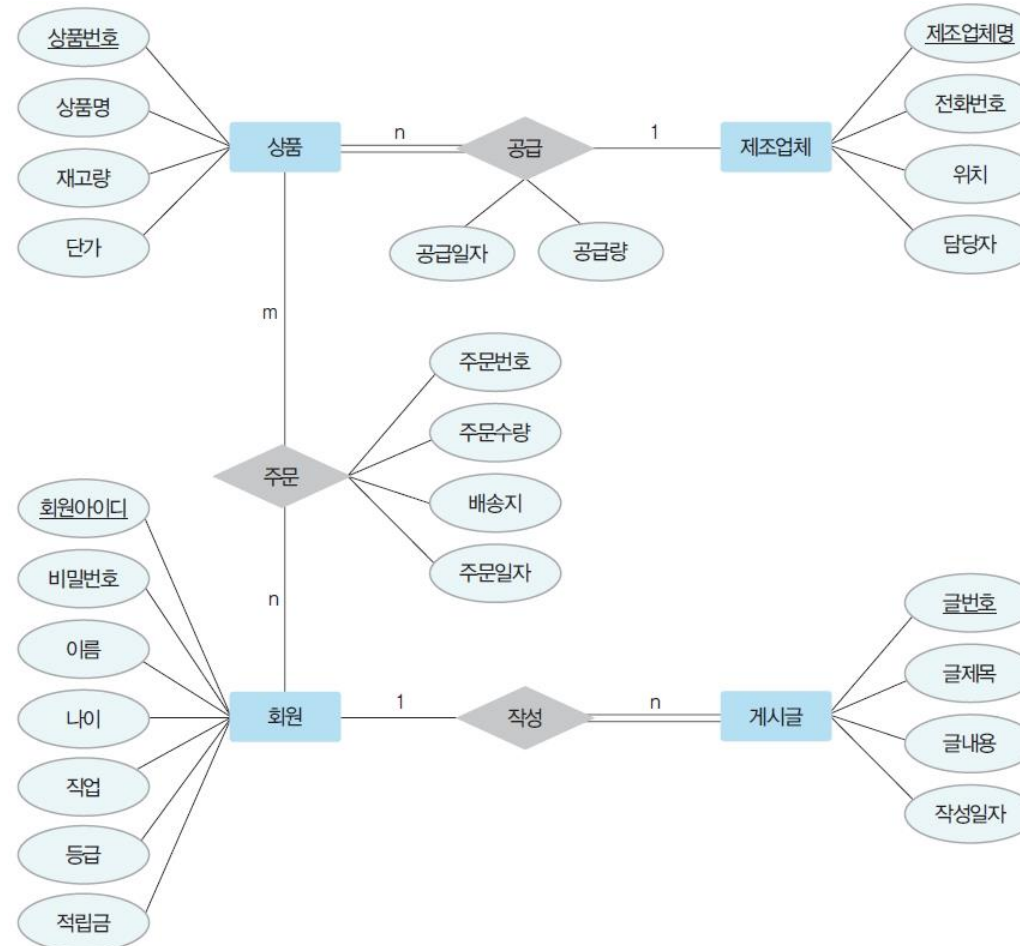 상품번호
상품명
재고량
단가
상품
n
공급
1
제조업체
제조업체명
전화번호
위치
담당자
공급일자
공급량
m
주문
주문번호
주문수량
배송지
주문일자
n
회원아이디
비밀번호
이름
나이
직업
등급
적립금
회원
1
작성
n
게시글
글번호
글제목
글내용
작성일자